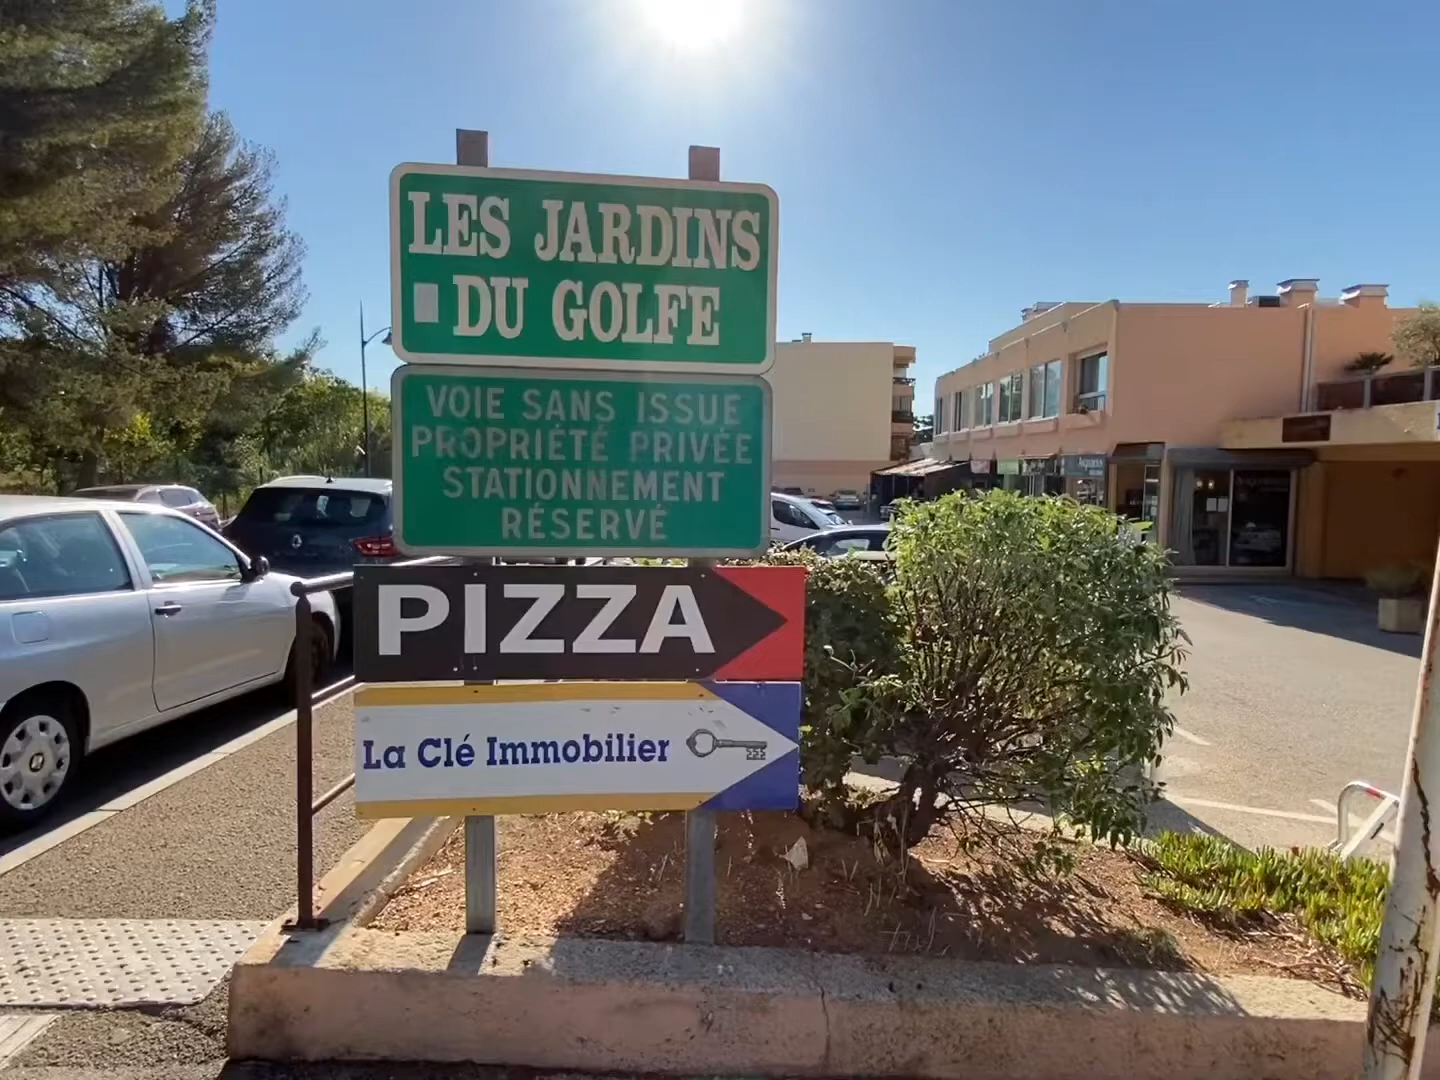 LES JARDINS
DU GOLFE
VOIE SANS ISSUE
PROPRIÉTÉ PRIVÉE
STATIONNEMENT
RÉSERVÉ
PIZZA
La Clé Immobilier